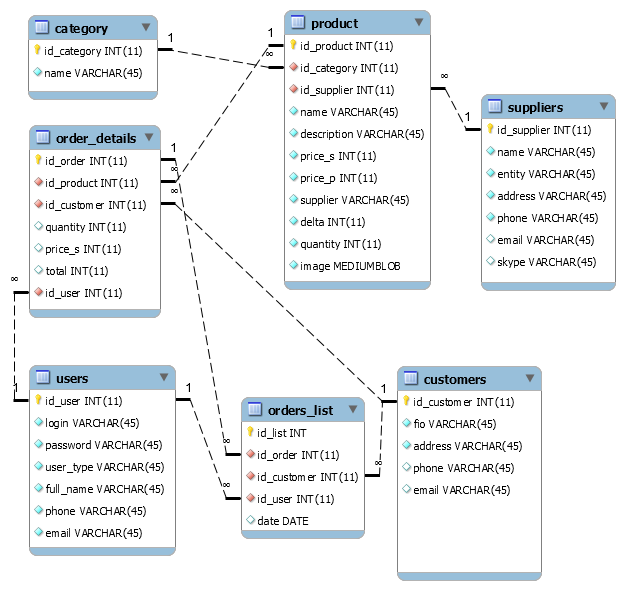 category
id_category INT(11)
name VARCHAR(45)
1
∞
product
id_product INT(11)
id_category INT(11)
id_supplier INT(11)
name VARCHAR(45)
description VARCHAR(45)
price_s INT(11)
price_p INT(11)
supplier VARCHAR(45)
delta INT(11)
quantity INT(11)
image MEDIUMBLOB
1
∞
1
suppliers
id_supplier INT(11)
name VARCHAR(45)
entity VARCHAR(45)
address VARCHAR(45)
phone VARCHAR(45)
email VARCHAR(45)
skype VARCHAR(45)
order_details
id_order INT(11)
id_product INT(11)
id_customer INT(11)
quantity INT(11)
price_s INT(11)
total INT(11)
id_user INT(11)
1
∞
∞
∞
1
users
id_user INT(11)
login VARCHAR(45)
password VARCHAR(45)
user_type VARCHAR(45)
full_name VARCHAR(45)
phone VARCHAR(45)
email VARCHAR(45)
1
orders_list
id_list INT
id_order INT(11)
id_customer INT(11)
id_user INT(11)
date DATE
∞
∞
∞
1
customers
id_customer INT(11)
fio VARCHAR(45)
address VARCHAR(45)
phone VARCHAR(45)
email VARCHAR(45)